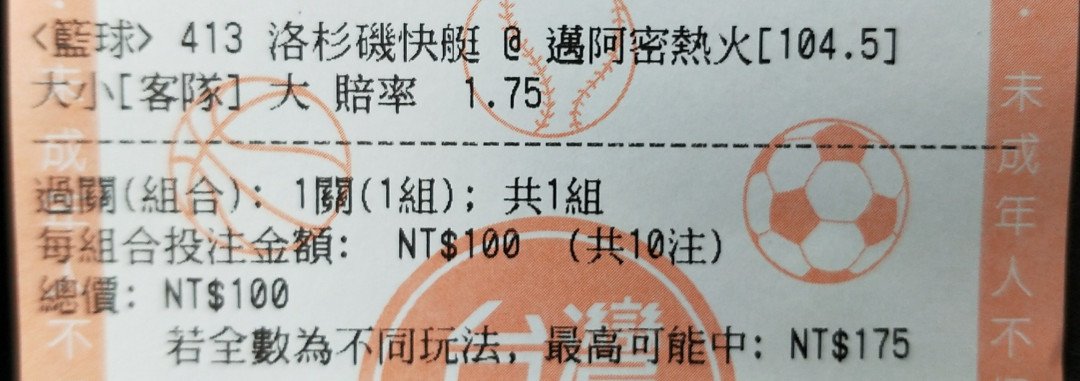 <籃球> 413 洛杉磯快艇 @ 邁阿密熱火[104.5]
大小[客隊] 大 賠率 1.75
過關(組合): 1關(1組); 共1組
每組合投注金額: NT$100 (共10注)
總價: NT$100
若全數為不同玩法, 最高可能中: NT$175
未成年人不
成
不
台灣